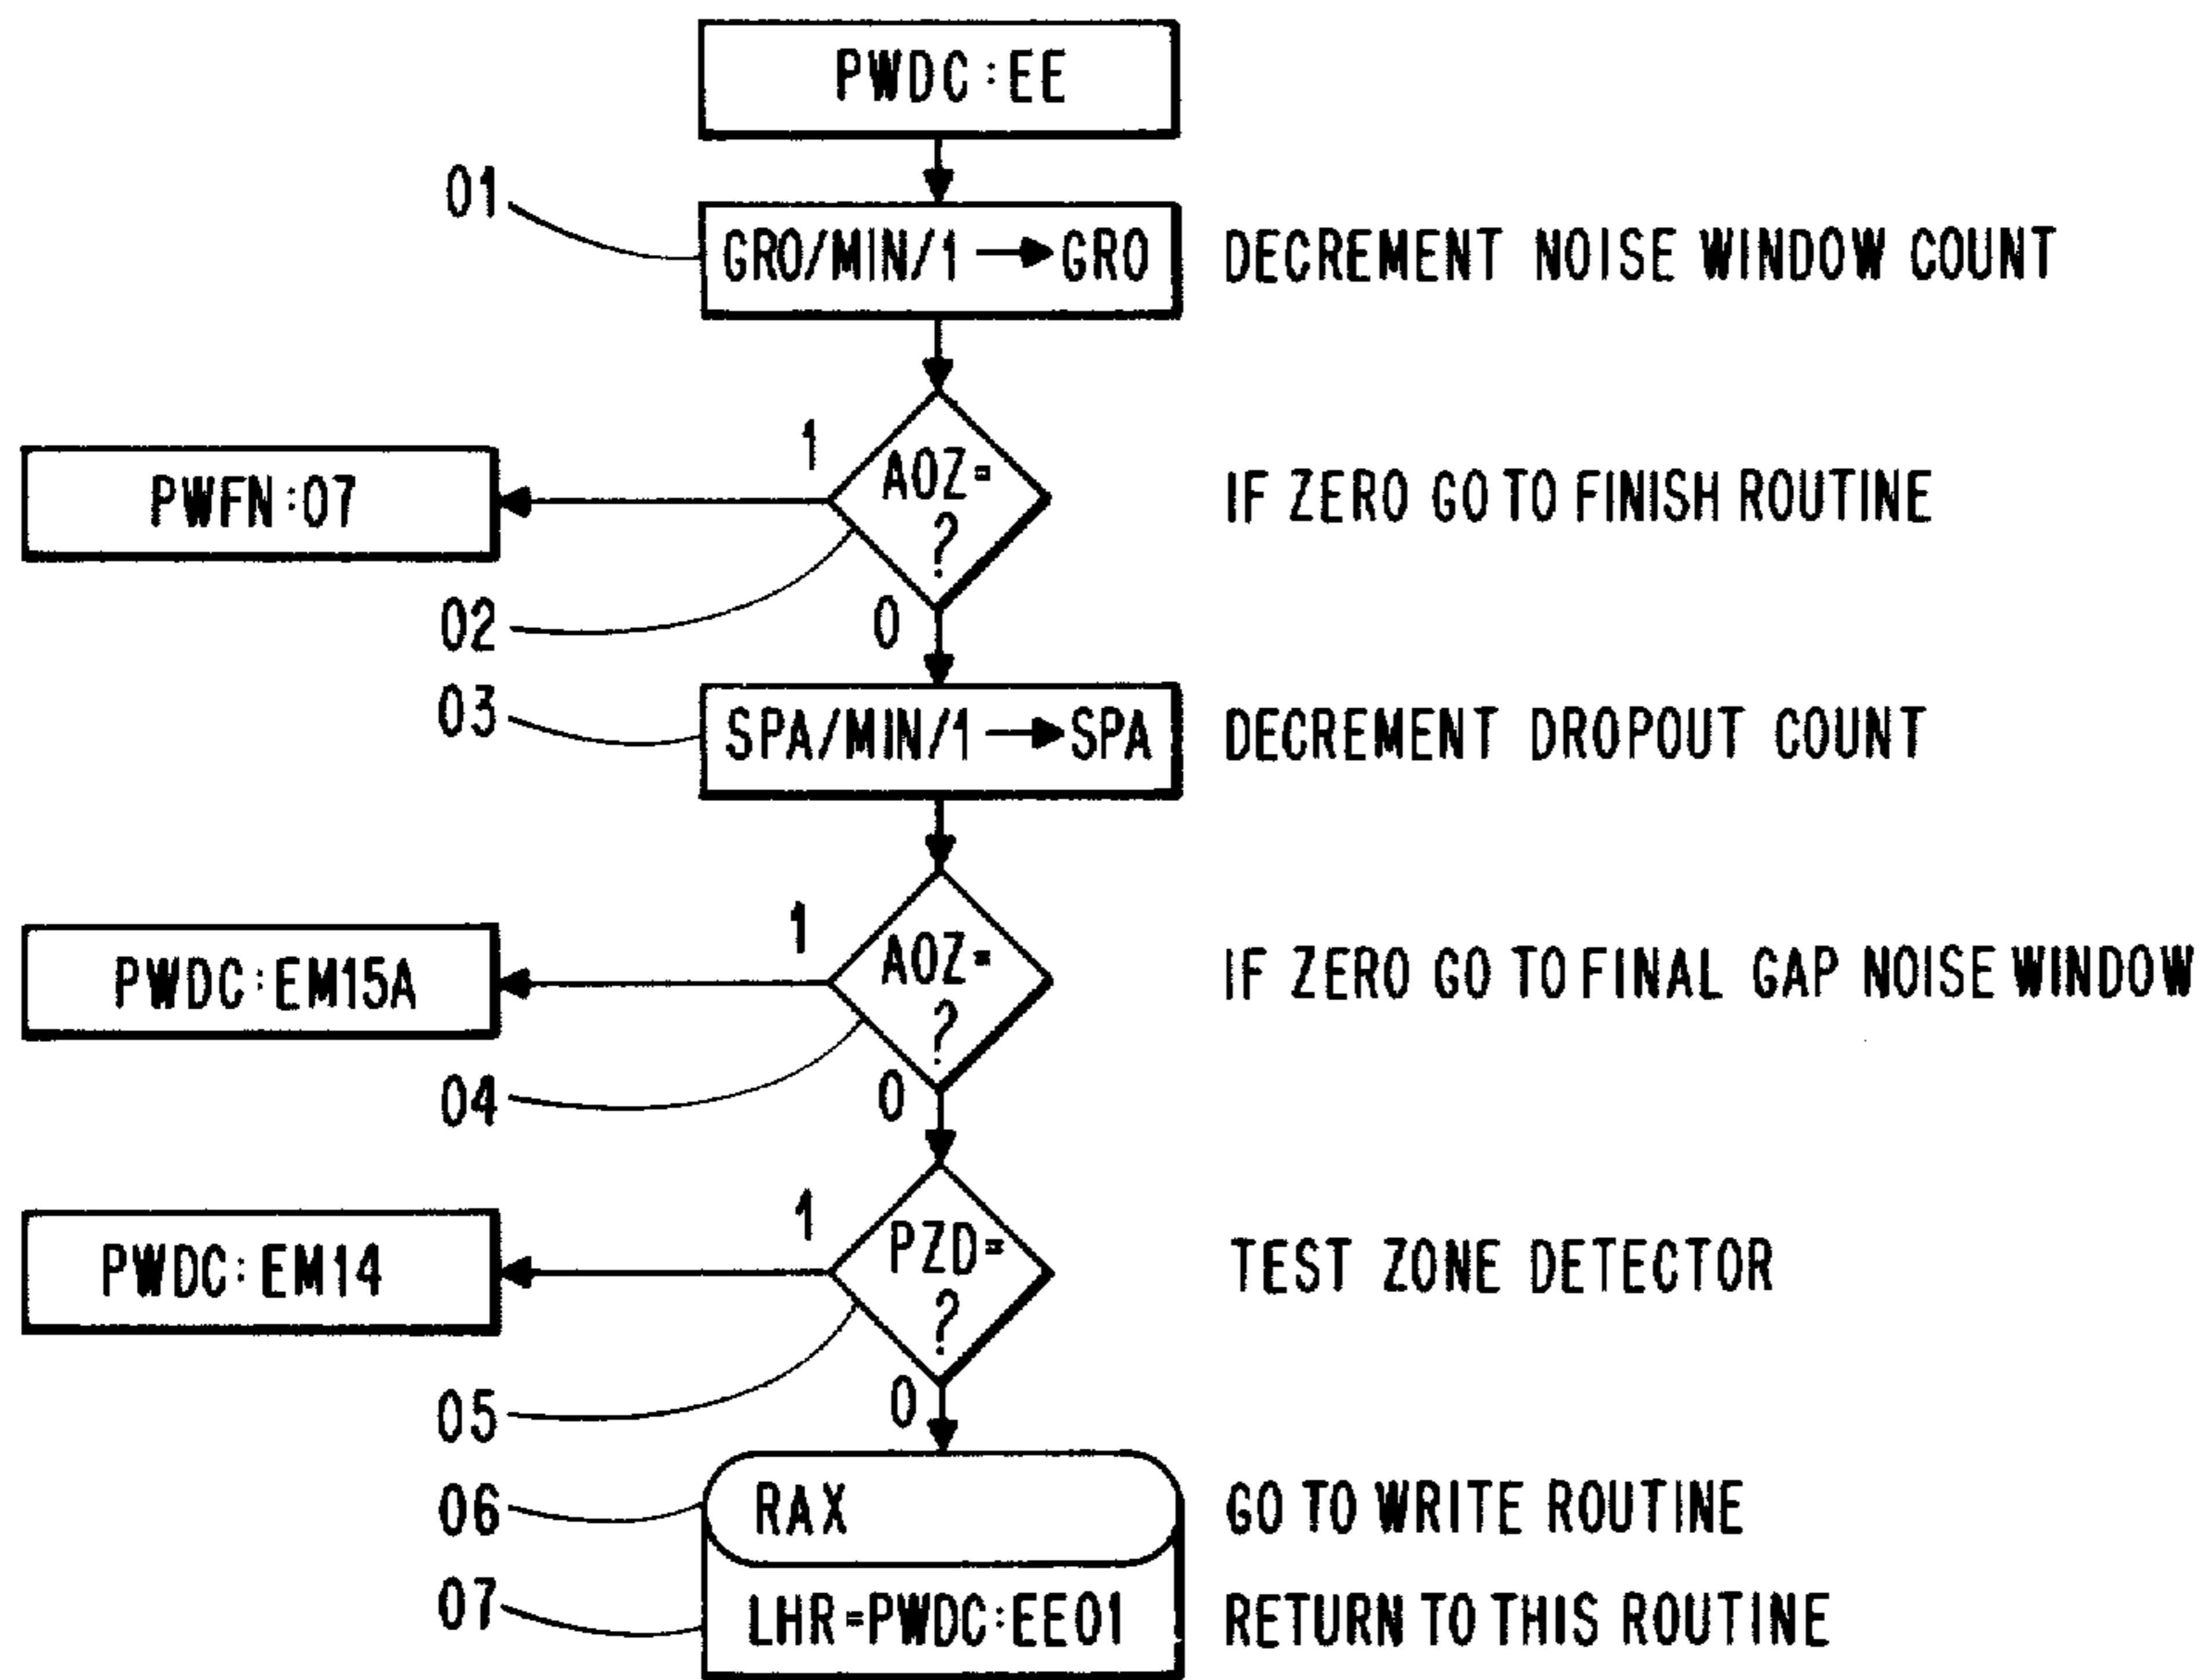 PWDC:EE
01
GRO/MIN/1 → GRO
DECREMENT NOISE WINDOW COUNT
1
AOZ=
?
PWFN:07
IF ZERO GO TO FINISH ROUTINE
02
0
03
SPA/MIN/1 → SPA
DECREMENT DROPOUT COUNT
1
AOZ=
?
PWDC:EM15A
IF ZERO GO TO FINAL GAP NOISE WINDOW
04
0
1
PZD=
?
PWDC:EM14
TEST ZONE DETECTOR
05
0
06
RAX
GO TO WRITE ROUTINE
07
LHR=PWDC:EE01
RETURN TO THIS ROUTINE